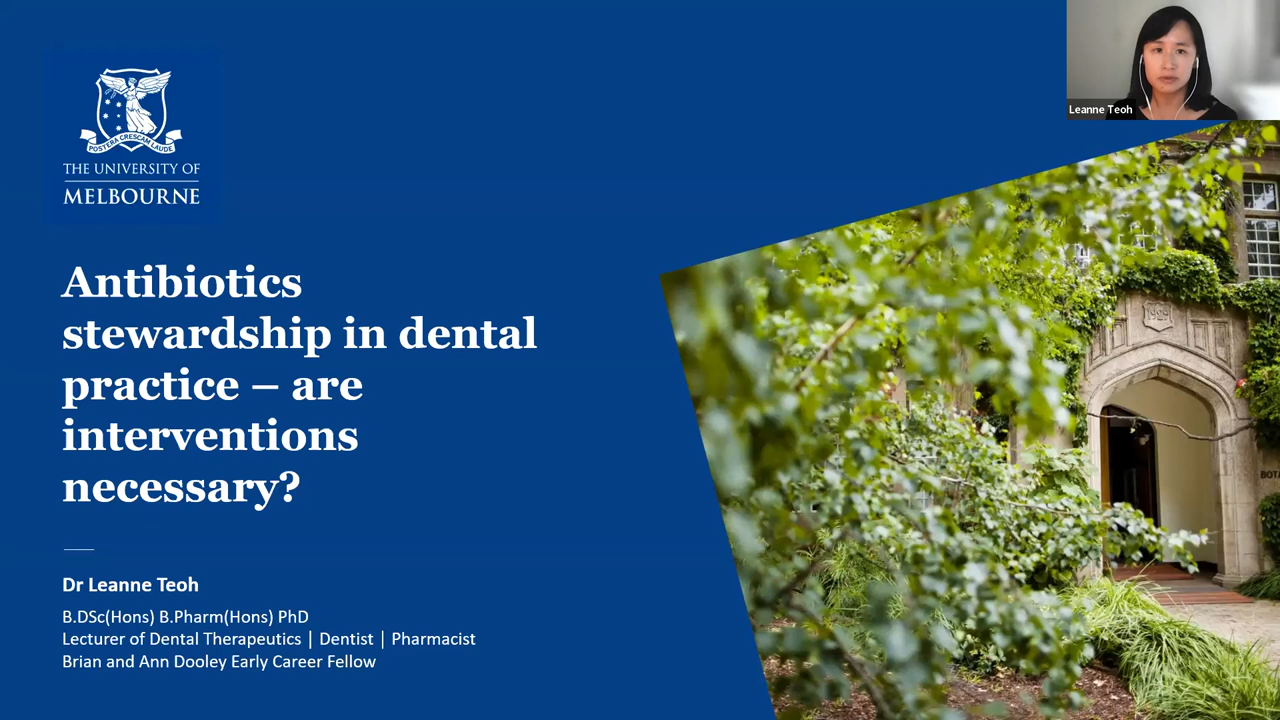 Leanne Teoh
POSTERA CRESCAM LAUDE
THE UNIVERSITY OF
MELBOURNE
Antibiotics
stewardship in dental
practice – are
interventions
necessary?
Dr Leanne Teoh
B.DSc(Hons) B.Pharm(Hons) PhD
Lecturer of Dental Therapeutics | Dentist | Pharmacist
Brian and Ann Dooley Early Career Fellow
1929
BOTA